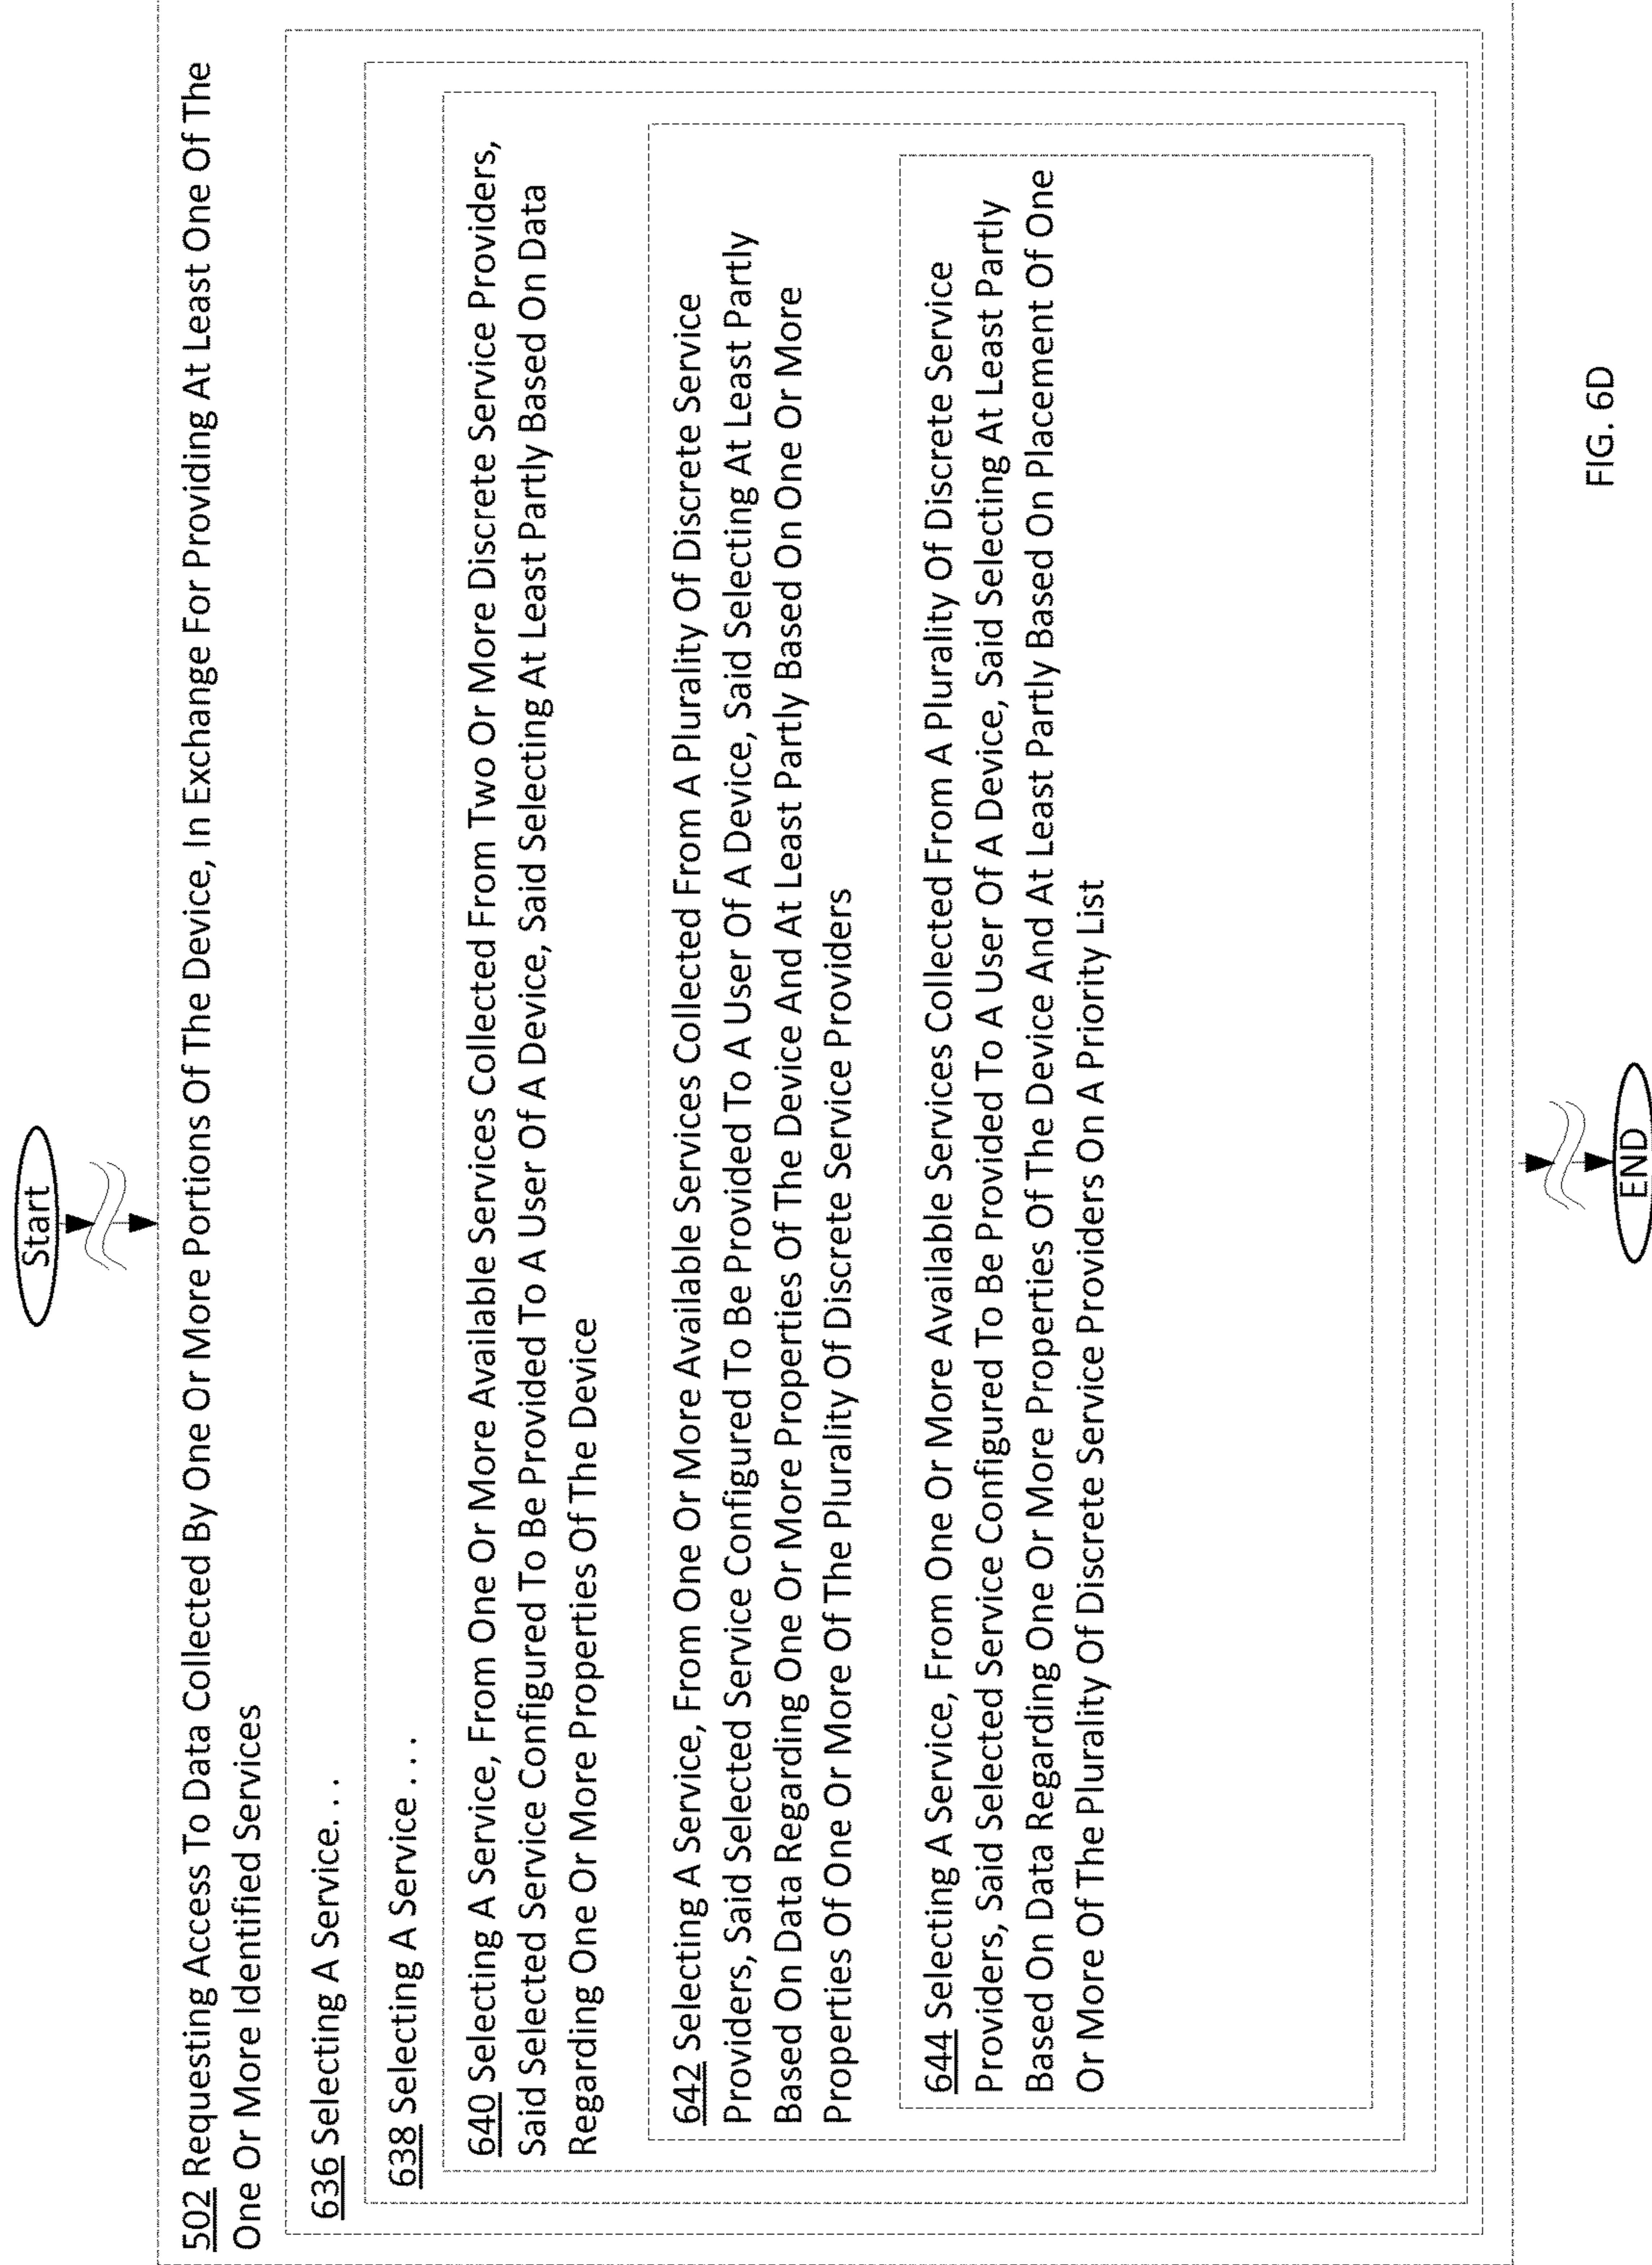 Start
502 Requesting Access To Data Collected By One Or More Portions Of The Device, In Exchange For Providing At Least One Of The
One Or More Identified Services
636 Selecting A Service. . .
638 Selecting A Service . . .
640 Selecting A Service, From One Or More Available Services Collected From Two Or More Discrete Service Providers,
Said Selected Service Configured To Be Provided To A User Of A Device, Said Selecting At Least Partly Based On Data
Regarding One Or More Properties Of The Device
642 Selecting A Service, From One Or More Available Services Collected From A Plurality Of Discrete Service
Providers, Said Selected Service Configured To Be Provided To A User Of A Device, Said Selecting At Least Partly
Based On Data Regarding One Or More Properties Of The Device And At Least Partly Based On One Or More
Properties Of One Or More Of The Plurality Of Discrete Service Providers
644 Selecting A Service, From One Or More Available Services Collected From A Plurality Of Discrete Service
Providers, Said Selected Service Configured To Be Provided To A User Of A Device, Said Selecting At Least Partly
Based On Data Regarding One Or More Properties Of The Device And At Least Partly Based On Placement Of One
Or More Of The Plurality Of Discrete Service Providers On A Priority List
END
FIG. 6D